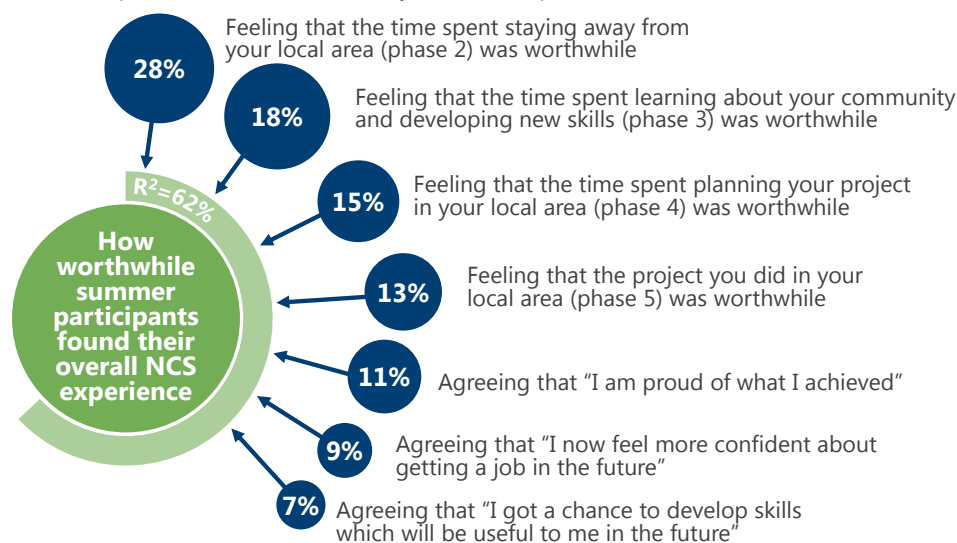 28%
Feeling that the time spent staying away from
your local area (phase 2) was worthwhile
18%
Feeling that the time spent learning about your community
and developing new skills (phase 3) was worthwhile
R²=62%
15%
Feeling that the time spent planning your project
in your local area (phase 4) was worthwhile
How
worthwhile
summer
participants
found their
overall NCS
experience
13%
Feeling that the project you did in your
local area (phase 5) was worthwhile
11%
Agreeing that “I am proud of what I achieved”
9%
Agreeing that “I now feel more confident about
getting a job in the future”
7%
Agreeing that “I got a chance to develop skills
which will be useful to me in the future”